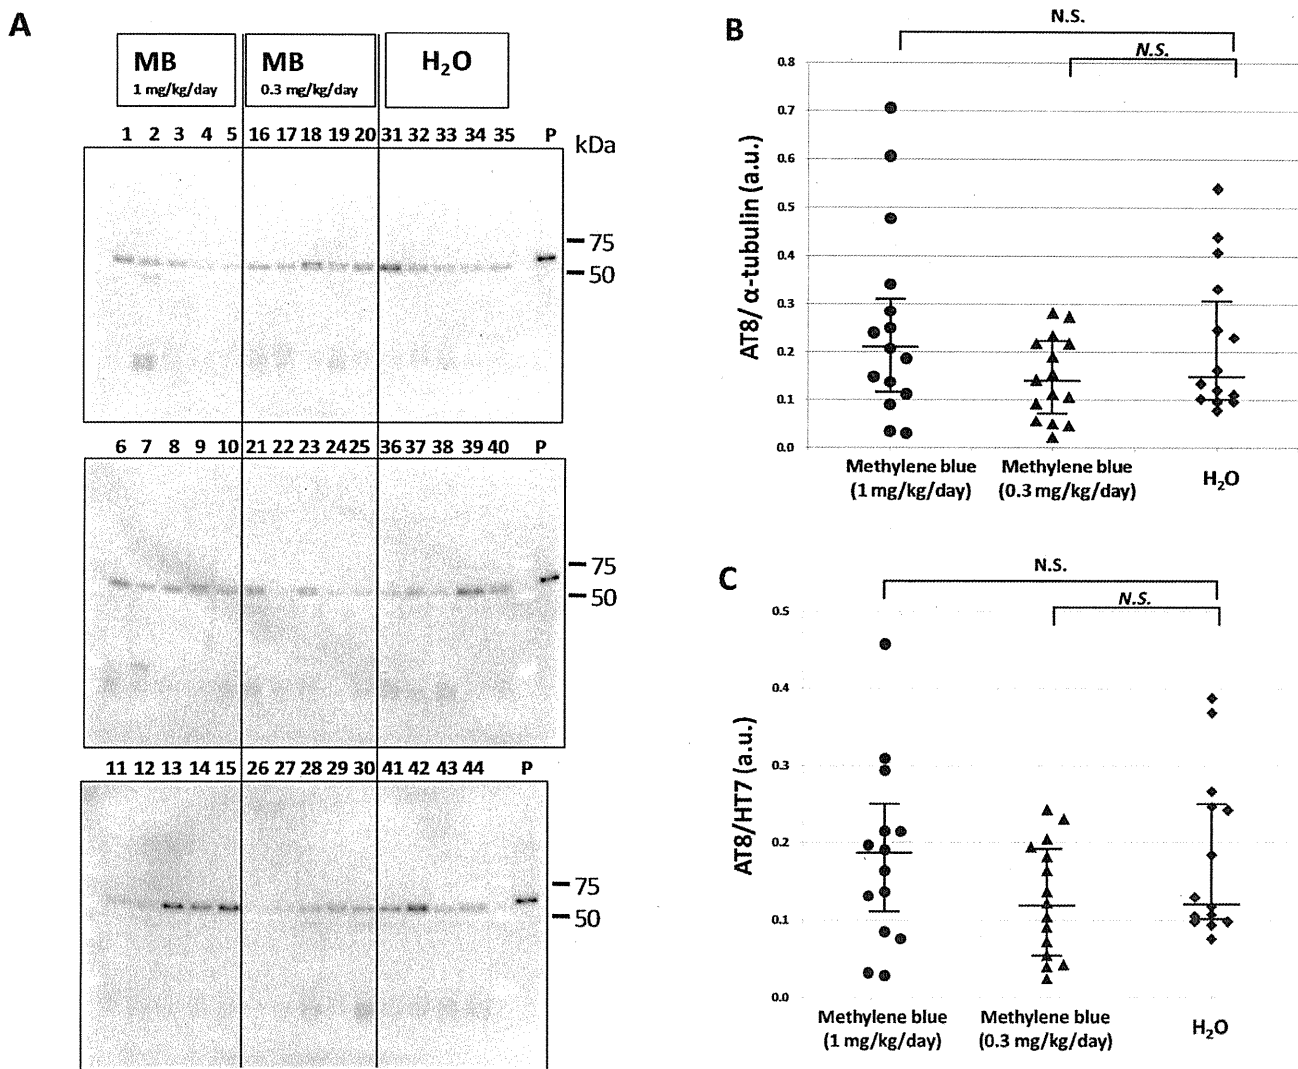 A
MB
1 mg/kg/day
MB
0.3 mg/kg/day
H₂O
1 2 3 4 5 16 17 18 19 20 31 32 33 34 35 P
kDa
75
50
6 7 8 9 10 21 22 23 24 25 36 37 38 39 40 P
75
50
11 12 13 14 15 26 27 28 29 30 41 42 43 44 P
75
50
B
N.S.
N.S.
AT8/ α-tubulin (a.u.)
0.8
0.7
0.6
0.5
0.4
0.3
0.2
0.1
0.0
Methylene blue
(1 mg/kg/day)
Methylene blue
(0.3 mg/kg/day)
H₂O
C
N.S.
N.S.
AT8/HT7 (a.u.)
0.5
0.4
0.3
0.2
0.1
0.0
Methylene blue
(1 mg/kg/day)
Methylene blue
(0.3 mg/kg/day)
H₂O